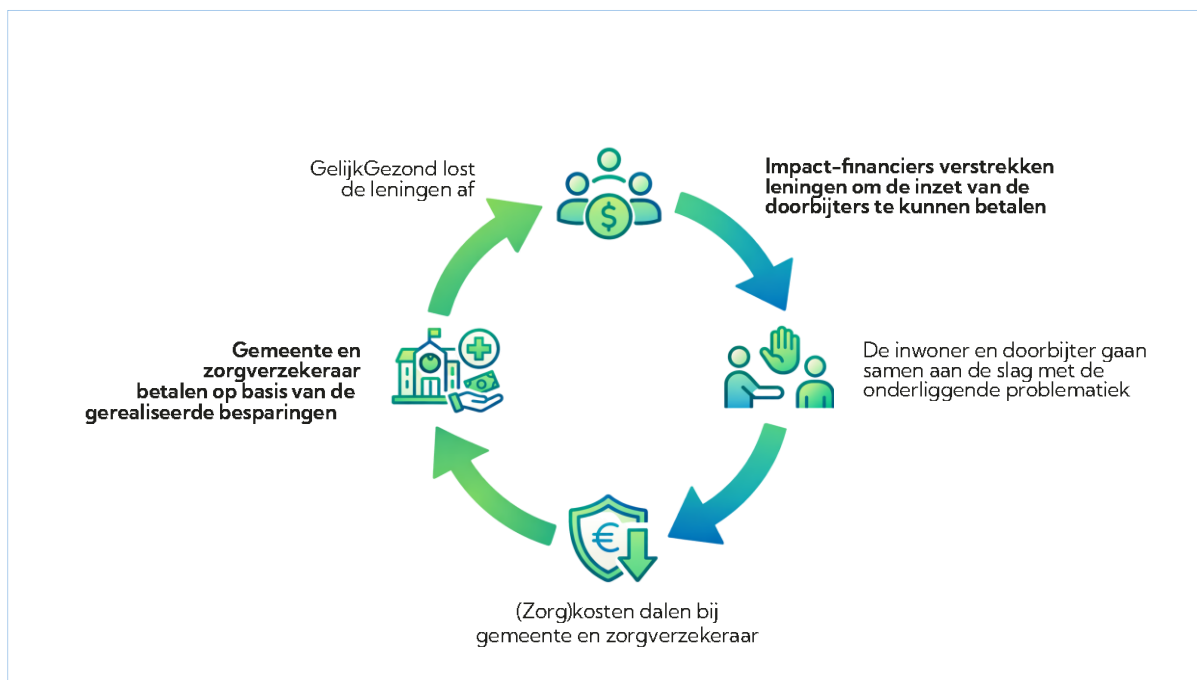 GelijkGezond lost
de leningen af
Impact-financiers verstrekken
leningen om de inzet van de
doorbijters te kunnen betalen
$
De inwoner en doorbijter gaan
samen aan de slag met de
onderliggende problematiek
Gemeente en
zorgverzekeraar
betalen op basis van de
gerealiseerde besparingen
€
(Zorg)kosten dalen bij
gemeente en zorgverzekeraar